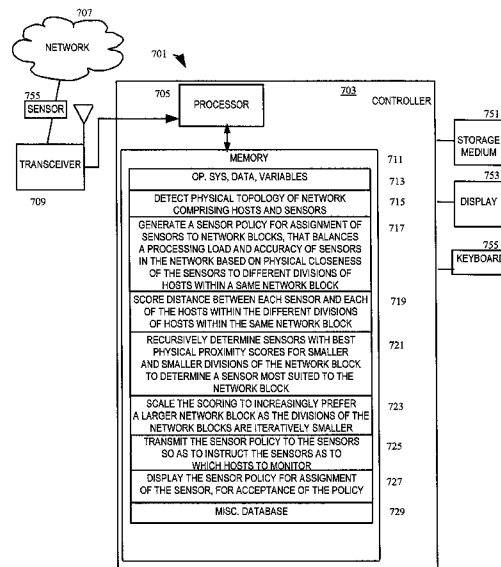 707
NETWORK
701
755
SENSOR
705
PROCESSOR
703
CONTROLLER
751
STORAGE
MEDIUM
TRANSCEIVER
709
MEMORY
711
OP. SYS, DATA, VARIABLES
713
753
DISPLAY
DETECT PHYSICAL TOPOLOGY OF NETWORK
COMPRISING HOSTS AND SENSORS
715
GENERATE A SENSOR POLICY FOR ASSIGNMENT OF
SENSORS TO NETWORK BLOCKS, THAT BALANCES
A PROCESSING LOAD AND ACCURACY OF SENSORS
IN THE NETWORK BASED ON PHYSICAL CLOSENESS
OF THE SENSORS TO DIFFERENT DIVISIONS OF
HOSTS WITHIN A SAME NETWORK BLOCK
717
755
KEYBOARD
SCORE DISTANCE BETWEEN EACH SENSOR AND EACH
OF THE HOSTS WITHIN THE DIFFERENT DIVISIONS
OF HOSTS WITHIN THE SAME NETWORK BLOCK
719
RECURSIVELY DETERMINE SENSORS WITH BEST
PHYSICAL PROXIMITY SCORES FOR SMALLER
AND SMALLER DIVISIONS OF THE NETWORK BLOCK
TO DETERMINE A SENSOR MOST SUITED TO THE
NETWORK BLOCK
721
SCALE THE SCORING TO INCREASINGLY PREFER
A LARGER NETWORK BLOCK AS THE DIVISIONS OF THE
NETWORK BLOCKS ARE ITERATIVELY SMALLER
723
TRANSMIT THE SENSOR POLICY TO THE SENSORS
SO AS TO INSTRUCT THE SENSORS AS TO
WHICH HOSTS TO MONITOR
725
DISPLAY THE SENSOR POLICY FOR ASSIGNMENT
OF THE SENSOR, FOR ACCEPTANCE OF THE POLICY
727
MISC. DATABASE
729